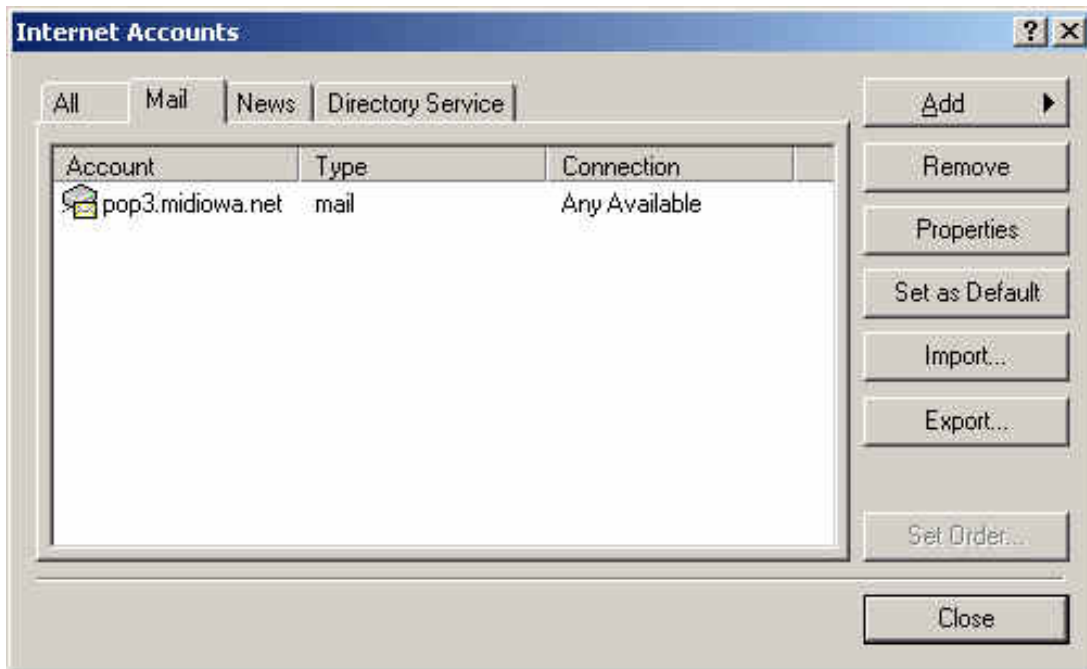 Internet Accounts
All Mail News Directory Service
Add
Account Type Connection
Remove
pop3.midiowa.net mail Any Available
Properties
Set as Default
Import...
Export...
Set Order...
Close